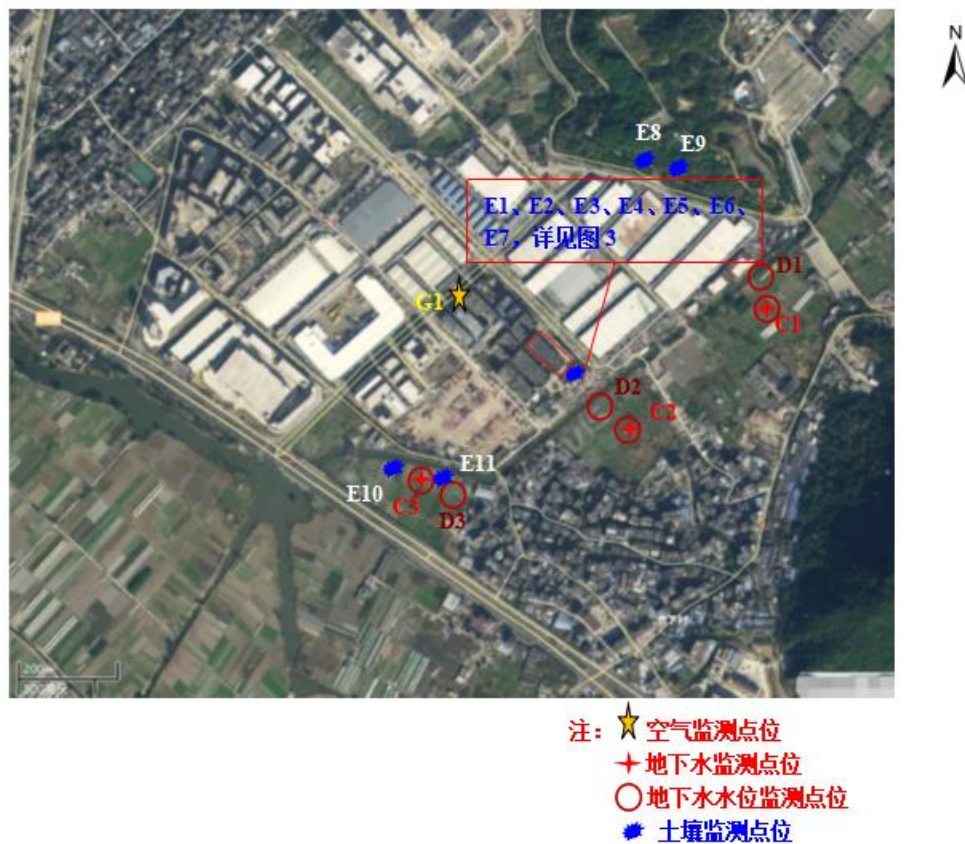 N
E8
E9
E1、E2、E3、E4、E5、E6、
E7，详见图 3
D1
G1
C1
D2
C2
E11
E10
C3
D3
注： 空气监测点位
地下水监测点位
地下水水位监测点位
土壤监测点位